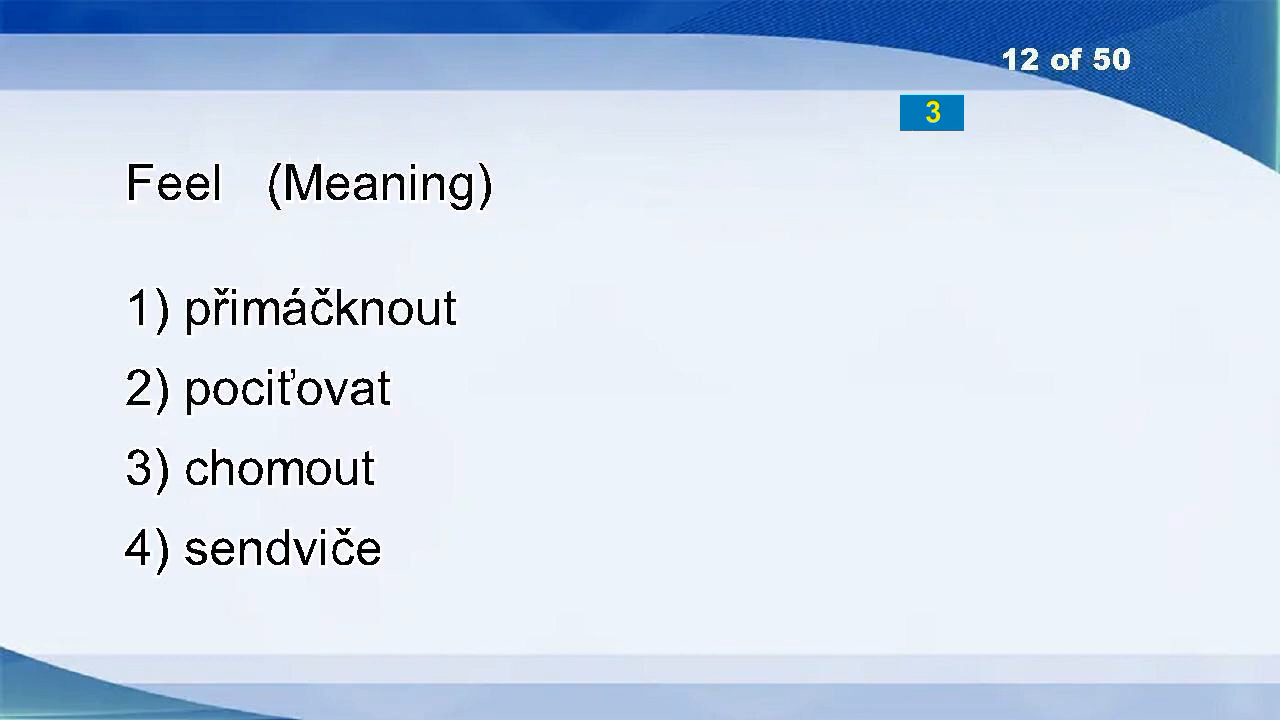 12 of 50
3
Feel (Meaning)
1) přimáčknout
2) pociťovat
3) chomout
4) sendviče